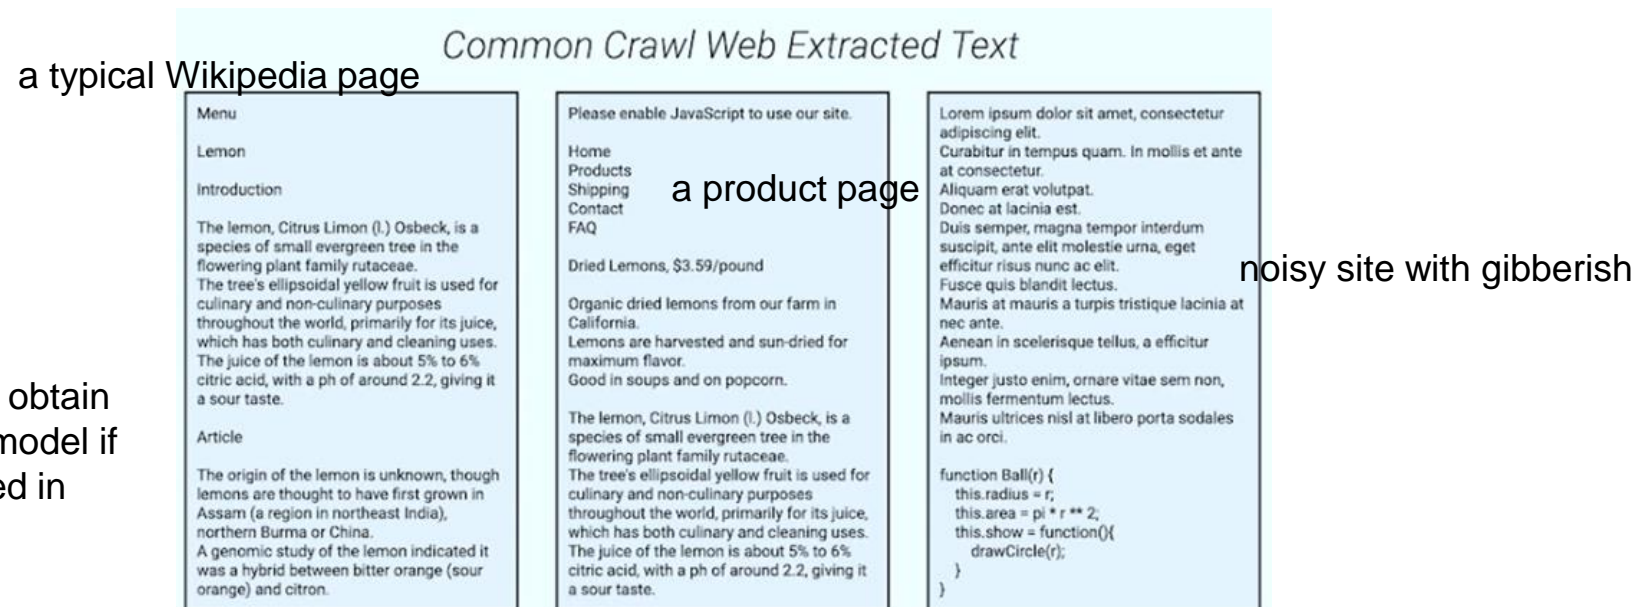 Common Crawl Web Extracted Text
a typical Wikipedia page
Menu
Lemon
Introduction
The lemon, Citrus Limon (l.) Osbeck, is a
species of small evergreen tree in the
flowering plant family rutaceae.
The tree's ellipsoidal yellow fruit is used for
culinary and non-culinary purposes
throughout the world, primarily for its juice,
which has both culinary and cleaning uses.
The juice of the lemon is about 5% to 6%
citric acid, with a ph of around 2.2, giving it
a sour taste.
Article
The origin of the lemon is unknown, though
lemons are thought to have first grown in
Assam (a region in northeast India),
northern Burma or China.
A genomic study of the lemon indicated it
was a hybrid between bitter orange (sour
orange) and citron.
obtain
model if
ed in
Please enable JavaScript to use our site.
Home
Products
Shipping
Contact
FAQ
a product page
Dried Lemons, $3.59/pound
Organic dried lemons from our farm in
California.
Lemons are harvested and sun-dried for
maximum flavor.
Good in soups and on popcorn.
The lemon, Citrus Limon (l.) Osbeck, is a
species of small evergreen tree in the
flowering plant family rutaceae.
The tree's ellipsoidal yellow fruit is used for
culinary and non-culinary purposes
throughout the world, primarily for its juice,
which has both culinary and cleaning uses.
The juice of the lemon is about 5% to 6%
citric acid, with a ph of around 2.2, giving it
a sour taste.
Lorem ipsum dolor sit amet, consectetur
adipiscing elit.
Curabitur in tempus quam. In mollis et ante
at consectetur.
Aliquam erat volutpat.
Donec at lacinia est.
Duis semper, magna tempor interdum
suscipit, ante elit molestie urna, eget
efficitur risus nunc ac elit.
Fusce quis blandit lectus.
Mauris at mauris a turpis tristique lacinia at
nec ante.
Aenean in scelerisque tellus, a efficitur
ipsum.
Integer justo enim, ornare vitae sem non,
mollis fermentum lectus.
Mauris ultrices nisl at libero porta sodales
in ac orci.
function Ball(r) {
this.radius = r;
this.area = pi * r ** 2;
this.show = function(){
drawCircle(r);
}
}
noisy site with gibberish